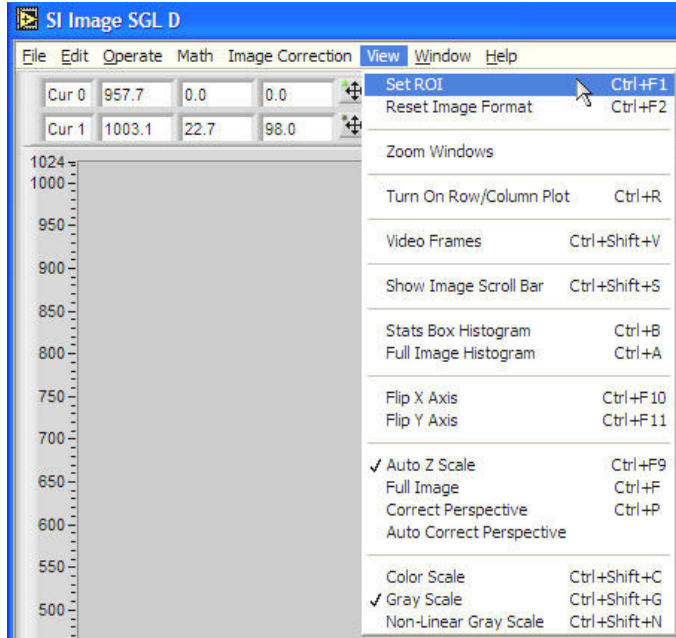 SI Image SGL D
File Edit Operate Math Image Correction View Window Help
Cur 0 957.7 0.0 0.0
Cur 1 1003.1 22.7 98.0
Set ROI Ctrl+F1
Reset Image Format Ctrl+F2
Zoom Windows
Turn On Row/Column Plot Ctrl+R
Video Frames Ctrl+Shift+V
Show Image Scroll Bar Ctrl+Shift+S
Stats Box Histogram Ctrl+B
Full Image Histogram Ctrl+A
Flip X Axis Ctrl+F10
Flip Y Axis Ctrl+F11
Auto Z Scale Ctrl+F9
Full Image Ctrl+F
Correct Perspective Ctrl+P
Auto Correct Perspective
Color Scale Ctrl+Shift+C
Gray Scale Ctrl+Shift+G
Non-Linear Gray Scale Ctrl+Shift+N
1024
1000
950
900
850
800
750
700
650
600
550
500